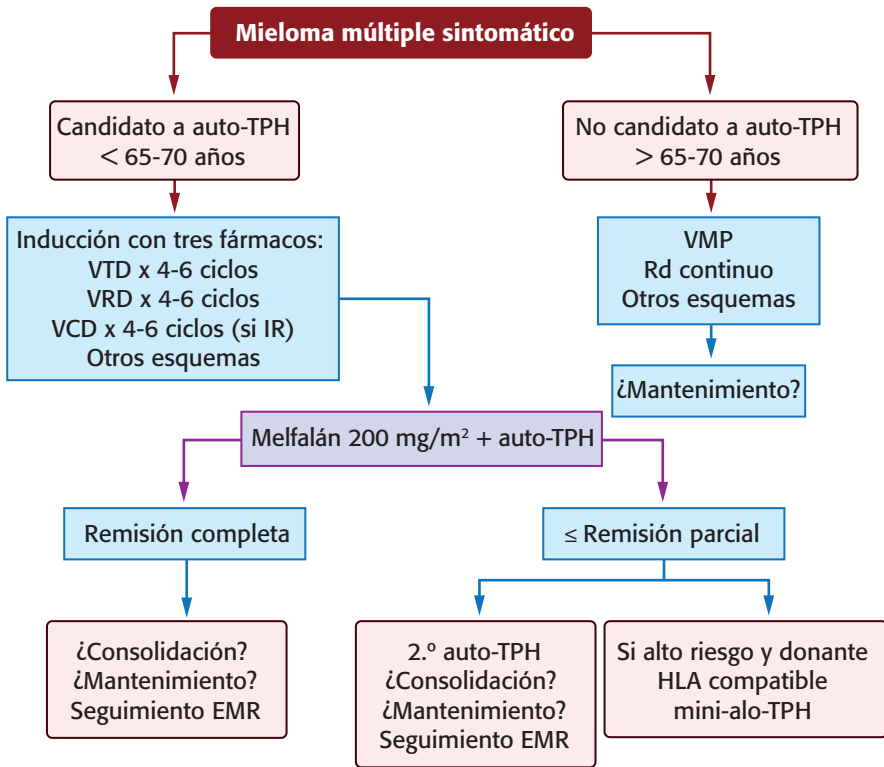 Mieloma múltiple sintomático
Candidato a auto-TPH
< 65-70 años
No candidato a auto-TPH
> 65-70 años
Inducción con tres fármacos:
VTD x 4-6 ciclos
VRD x 4-6 ciclos
VCD x 4-6 ciclos (si IR)
Otros esquemas
VMP
Rd continuo
Otros esquemas
¿Mantenimiento?
Melfalán 200 mg/m² + auto-TPH
Remisión completa
≤ Remisión parcial
¿Consolidación?
¿Mantenimiento?
Seguimiento EMR
2.º auto-TPH
¿Consolidación?
¿Mantenimiento?
Seguimiento EMR
Si alto riesgo y donante
HLA compatible
mini-alo-TPH